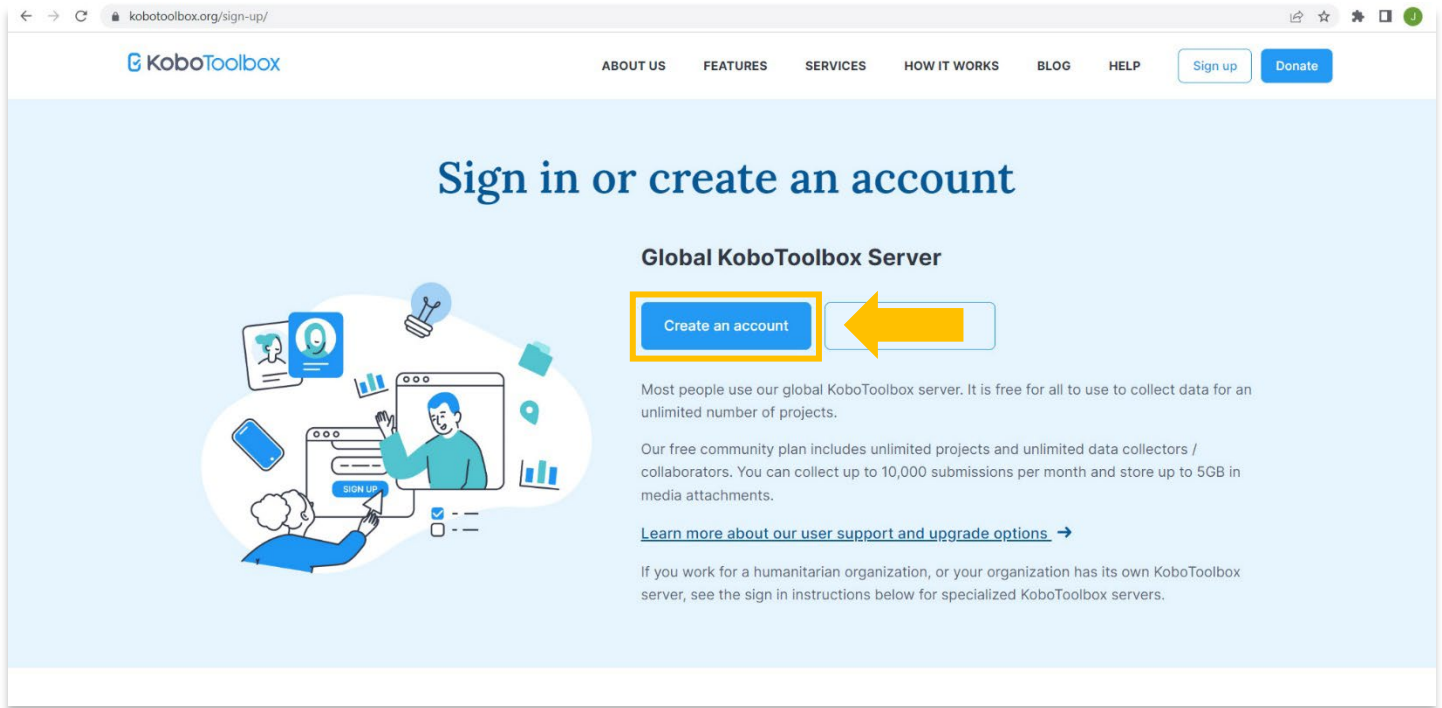 kobotoolbox.org/sign-up/
J
KoboToolbox
ABOUT US FEATURES SERVICES HOW IT WORKS BLOG HELP Sign up Donate
Sign in or create an account
Global KoboToolbox Server
Create an account
Most people use our global KoboToolbox server. It is free for all to use to collect data for an
unlimited number of projects.
Our free community plan includes unlimited projects and unlimited data collectors /
collaborators. You can collect up to 10,000 submissions per month and store up to 5GB in
media attachments.
Learn more about our user support and upgrade options →
If you work for a humanitarian organization, or your organization has its own KoboToolbox
server, see the sign in instructions below for specialized KoboToolbox servers.
SIGN UP